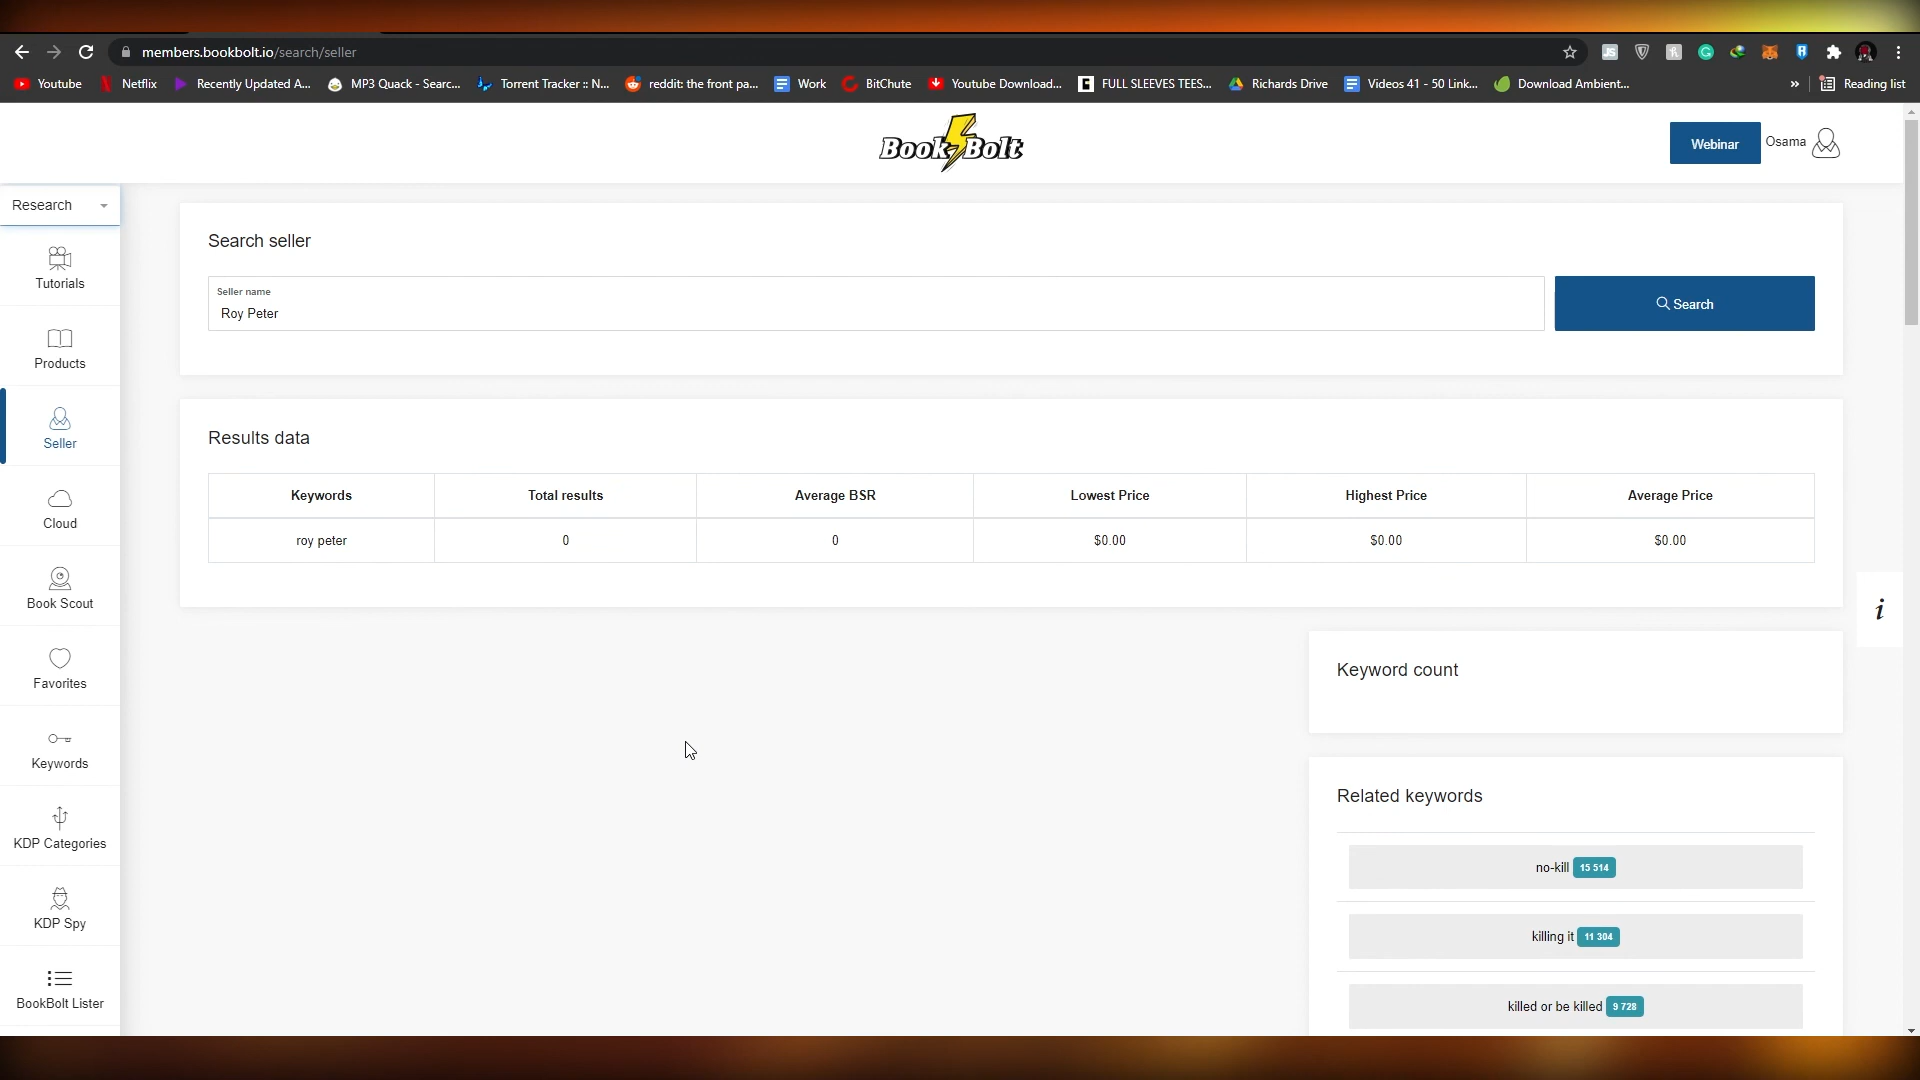 members.bookbolt.io/search/seller
Youtube
Netflix
Recently Updated A...
MP3 Quack - Searc...
Torrent Tracker :: N...
reddit: the front pa...
Work
BitChute
Youtube Download...
FULL SLEEVES TEES...
Richards Drive
Videos 41 - 50 Link...
Download Ambient...
»
Reading list
Book Bolt
Webinar
Osama
Research
Tutorials
Products
Seller
Cloud
Book Scout
Favorites
Keywords
KDP Categories
KDP Spy
BookBolt Lister
Search seller
Seller name
Roy Peter
Search
Results data
Keywords Total results Average BSR Lowest Price Highest Price Average Price
roy peter 0 0 $0.00 $0.00 $0.00
i
Keyword count
Related keywords
no-kill 15 514
killing it 11 304
killed or be killed 9 728